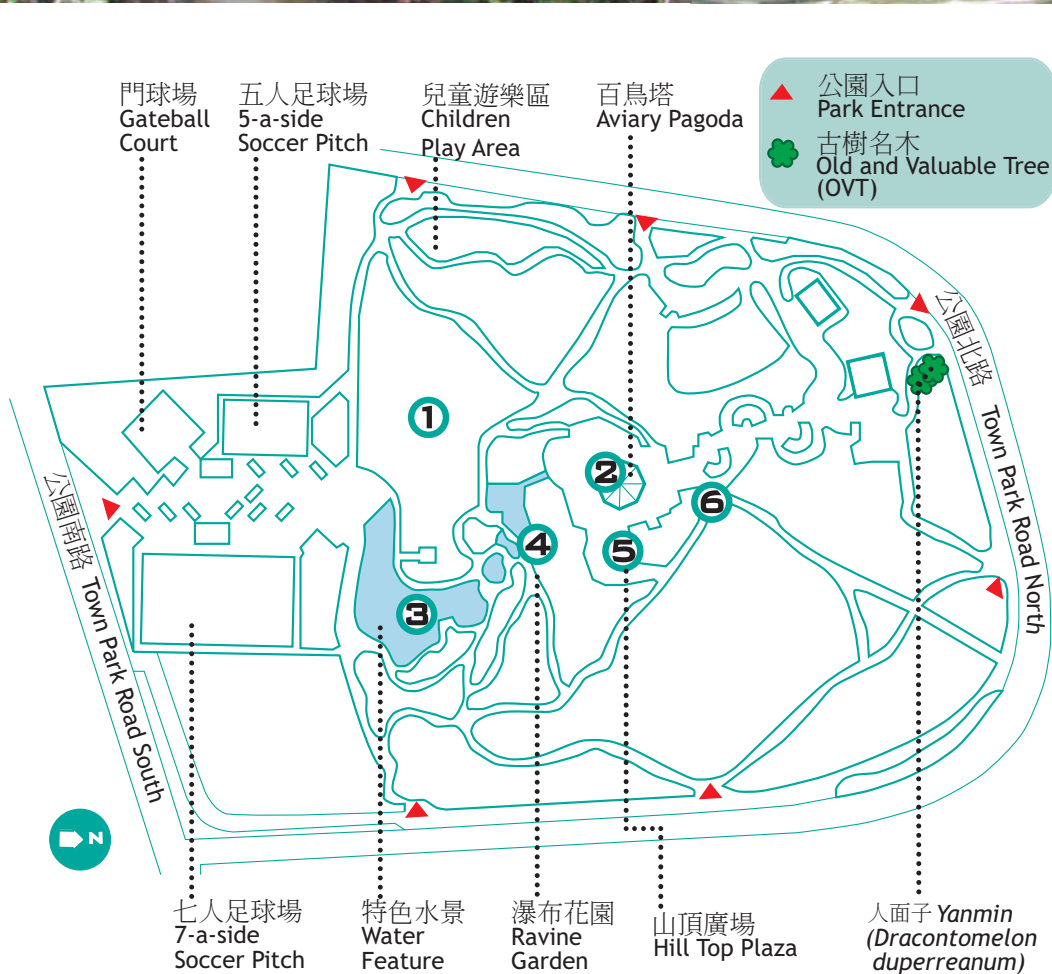 門球場
Gateball
Court
五人足球場
5-a-side
Soccer Pitch
兒童遊樂區
Children
Play Area
百鳥塔
Aviary Pagoda
公園入口
Park Entrance
古樹名木
Old and Valuable Tree
(OVT)
公園北路 Town Park Road North
公園南路 Town Park Road South
1
2
3
4
5
6
N
七人足球場
7-a-side
Soccer Pitch
特色水景
Water
Feature
瀑布花園
Ravine
Garden
山頂廣場
Hill Top Plaza
人面子 Yanmin
(Dracontomelon
duperreanum)